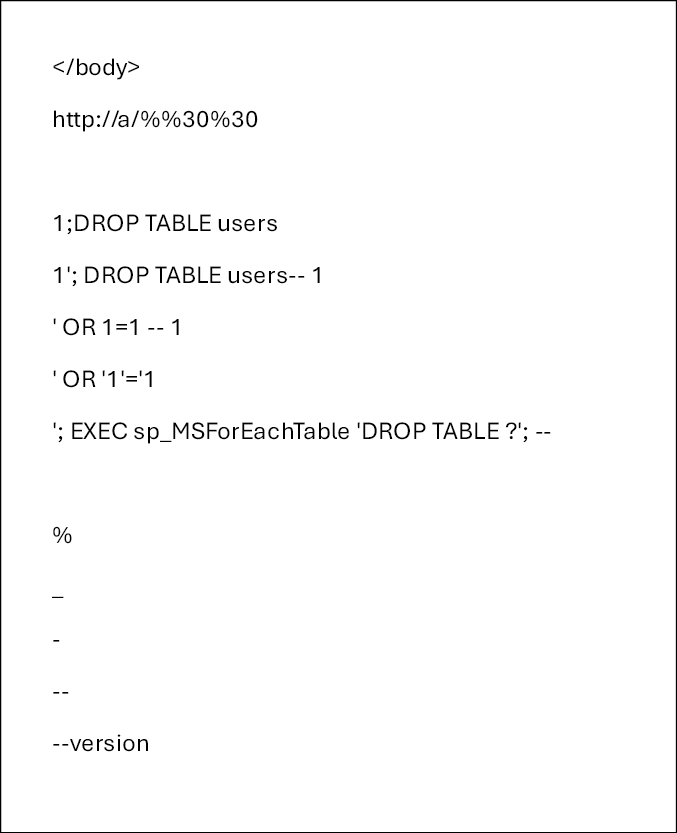 </body>
http://a/%%30%30
1;DROP TABLE users
1'; DROP TABLE users-- 1
' OR 1=1 -- 1
' OR '1'='1
'; EXEC sp_MSForEachTable 'DROP TABLE ?'; --
%
_
-
--
--version